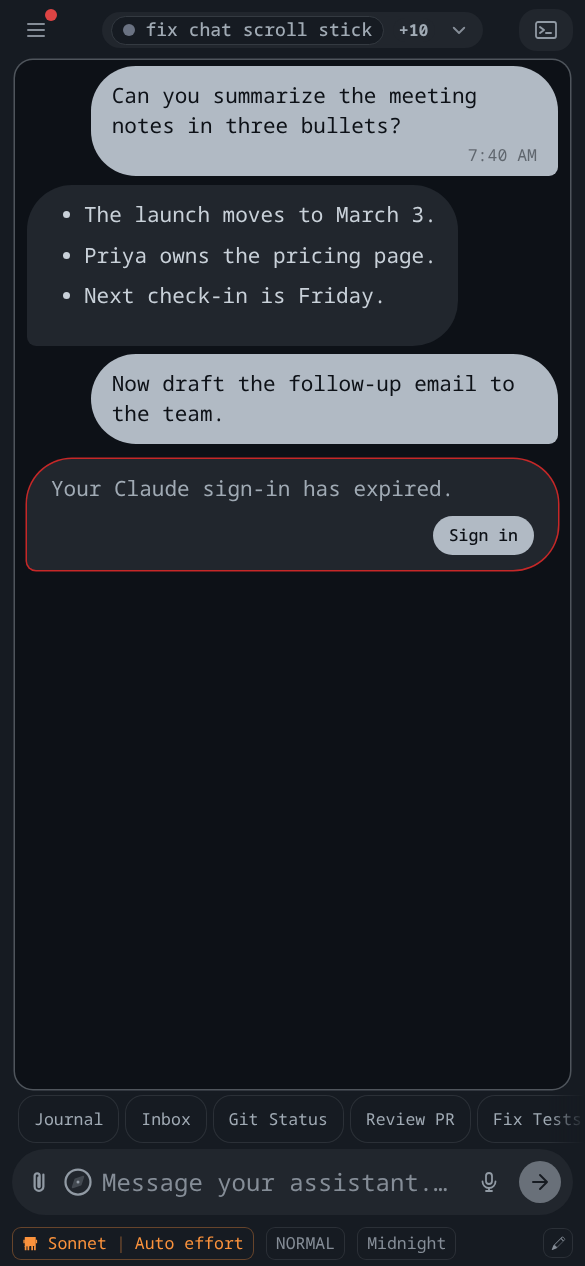 fix chat scroll stick +10
Can you summarize the meeting
notes in three bullets?
7:40 AM
• The launch moves to March 3.
• Priya owns the pricing page.
• Next check-in is Friday.
Now draft the follow-up email to
the team.
Your Claude sign-in has expired.
Sign in
Journal Inbox Git Status Review PR Fix Tests
Message your assistant.…
Sonnet | Auto effort NORMAL Midnight